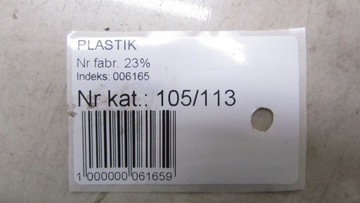 PLASTIK
Nr fabr. 23%
Indeks: 006165
Nr kat.: 105/113
1 000000 061659